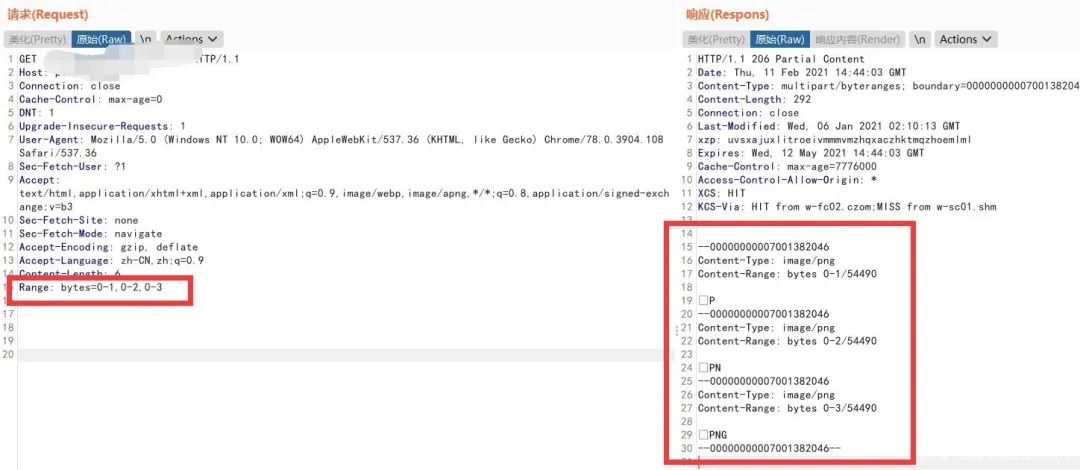 请求(Request)
美化(Pretty) 原始(Raw) \n Actions
1 GET TTP/1.1
2 Host:
3 Connection: close
4 Cache-Control: max-age=0
5 DNT: 1
6 Upgrade-Insecure-Requests: 1
7 User-Agent: Mozilla/5.0 (Windows NT 10.0; WOW64) AppleWebKit/537.36 (KHTML, like Gecko) Chrome/78.0.3904.108
Safari/537.36
8 Sec-Fetch-User: ?1
9 Accept:
text/html,application/xhtml+xml,application/xml;q=0.9,image/webp,image/apng,*/*;q=0.8,application/signed-exch
ange;v=b3
10 Sec-Fetch-Site: none
11 Sec-Fetch-Mode: navigate
12 Accept-Encoding: gzip, deflate
13 Accept-Language: zh-CN,zh;q=0.9
14 Content-Length: 6
Range: bytes=0-1,0-2,0-3
17
18
19
20
响应(Respons)
美化(Pretty) 原始(Raw) 响应内容(Render) \n Actions
1 HTTP/1.1 206 Partial Content
2 Date: Thu, 11 Feb 2021 14:44:03 GMT
3 Content-Type: multipart/byteranges; boundary=00000000007001382046
4 Content-Length: 292
5 Connection: close
6 Last-Modified: Wed, 06 Jan 2021 02:10:13 GMT
7 xzp: uvsxajuxlitroeivmmmvmzhqxaczhktmqzhoemlml
8 Expires: Wed, 12 May 2021 14:44:03 GMT
9 Cache-Control: max-age=7776000
10 Access-Control-Allow-Origin: *
11 XCS: HIT
12 KCS-Via: HIT from w-fc02.czom;MISS from w-sc01.shm
13
14
15 --00000000007001382046
16 Content-Type: image/png
17 Content-Range: bytes 0-1/54490
18
19 □P
20 --00000000007001382046
21 Content-Type: image/png
22 Content-Range: bytes 0-2/54490
23
24 □PN
25 --00000000007001382046
26 Content-Type: image/png
27 Content-Range: bytes 0-3/54490
28
29 □PNG
30 --00000000007001382046--